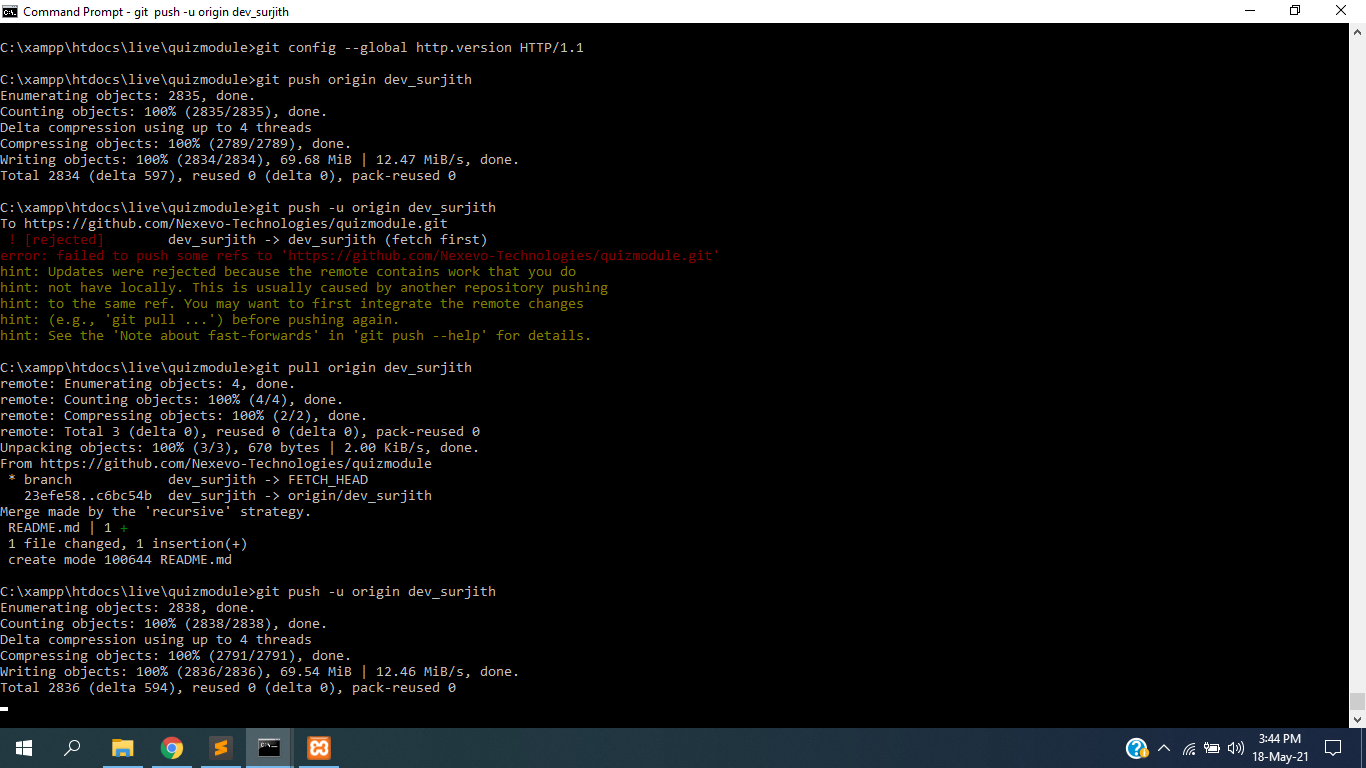 Command Prompt - git  push -u origin dev_surjith
C:\xampp\htdocs\live\quizmodule>git config --global http.version HTTP/1.1
C:\xampp\htdocs\live\quizmodule>git push origin dev_surjith
Enumerating objects: 2835, done.
Counting objects: 100% (2835/2835), done.
Delta compression using up to 4 threads
Compressing objects: 100% (2789/2789), done.
Writing objects: 100% (2834/2834), 69.68 MiB | 12.47 MiB/s, done.
Total 2834 (delta 597), reused 0 (delta 0), pack-reused 0
C:\xampp\htdocs\live\quizmodule>git push -u origin dev_surjith
To https://github.com/Nexevo-Technologies/quizmodule.git
 ! [rejected]        dev_surjith -> dev_surjith (fetch first)
error: failed to push some refs to 'https://github.com/Nexevo-Technologies/quizmodule.git'
hint: Updates were rejected because the remote contains work that you do
hint: not have locally. This is usually caused by another repository pushing
hint: to the same ref. You may want to first integrate the remote changes
hint: (e.g., 'git pull ...') before pushing again.
hint: See the 'Note about fast-forwards' in 'git push --help' for details.
C:\xampp\htdocs\live\quizmodule>git pull origin dev_surjith
remote: Enumerating objects: 4, done.
remote: Counting objects: 100% (4/4), done.
remote: Compressing objects: 100% (2/2), done.
remote: Total 3 (delta 0), reused 0 (delta 0), pack-reused 0
Unpacking objects: 100% (3/3), 670 bytes | 2.00 KiB/s, done.
From https://github.com/Nexevo-Technologies/quizmodule
 * branch            dev_surjith -> FETCH_HEAD
   23efe58..c6bc54b  dev_surjith -> origin/dev_surjith
Merge made by the 'recursive' strategy.
 README.md | 1 +
 1 file changed, 1 insertion(+)
 create mode 100644 README.md
C:\xampp\htdocs\live\quizmodule>git push -u origin dev_surjith
Enumerating objects: 2838, done.
Counting objects: 100% (2838/2838), done.
Delta compression using up to 4 threads
Compressing objects: 100% (2791/2791), done.
Writing objects: 100% (2836/2836), 69.54 MiB | 12.46 MiB/s, done.
Total 2836 (delta 594), reused 0 (delta 0), pack-reused 0
3:44 PM
18-May-21